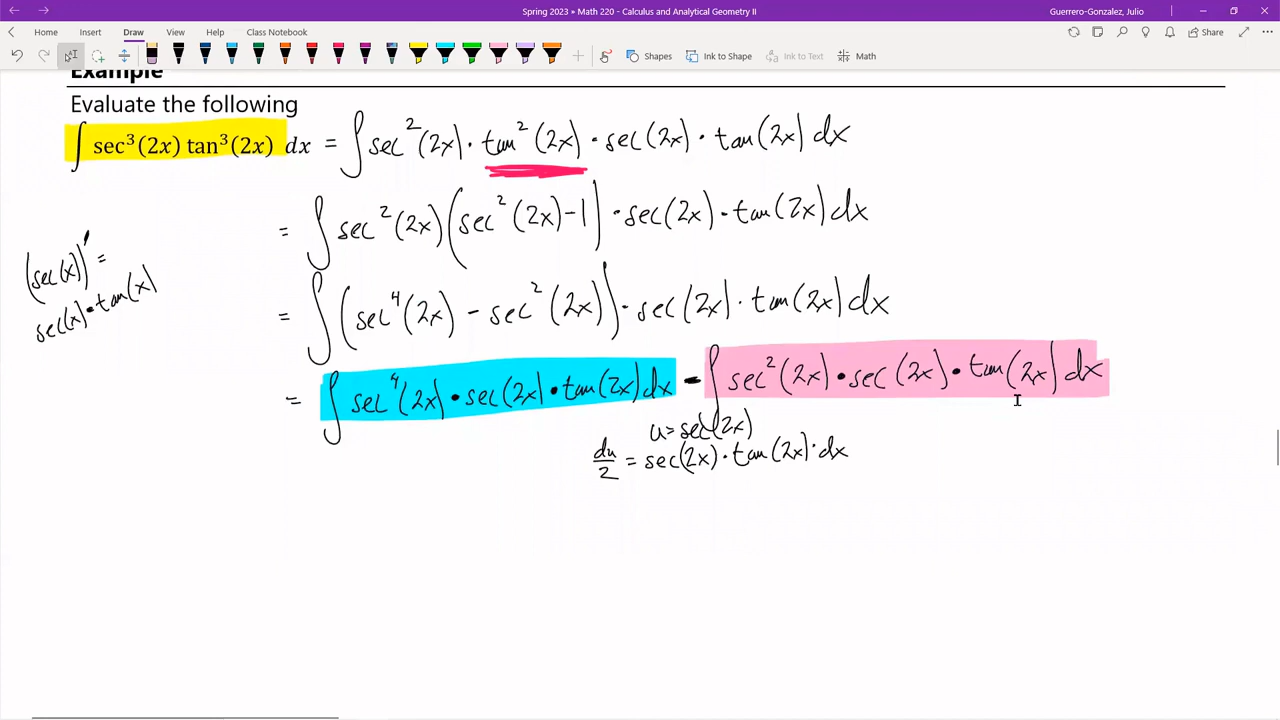 Spring 2023 » Math 220 - Calculus and Analytical Geometry II
Guerrero-Gonzalez, Julio
Home Insert Draw View Help Class Notebook
Share
Shapes Ink to Shape Ink to Text Math
Example
Evaluate the following
∫ sec³(2x) tan³(2x) dx = ∫ sec²(2x) · tan²(2x) · sec(2x) · tan(2x) dx
= ∫ sec²(2x)(sec²(2x)-1) · sec(2x) · tan(2x) dx
(sec(x))' =
sec(x) · tan(x)
= ∫ (sec⁴(2x) - sec²(2x)) · sec(2x) · tan(2x) dx
= ∫ sec⁴(2x) · sec(2x) · tan(2x) dx - ∫ sec²(2x) · sec(2x) · tan(2x) dx
u = sec(2x)
du/2 = sec(2x) · tan(2x) · dx